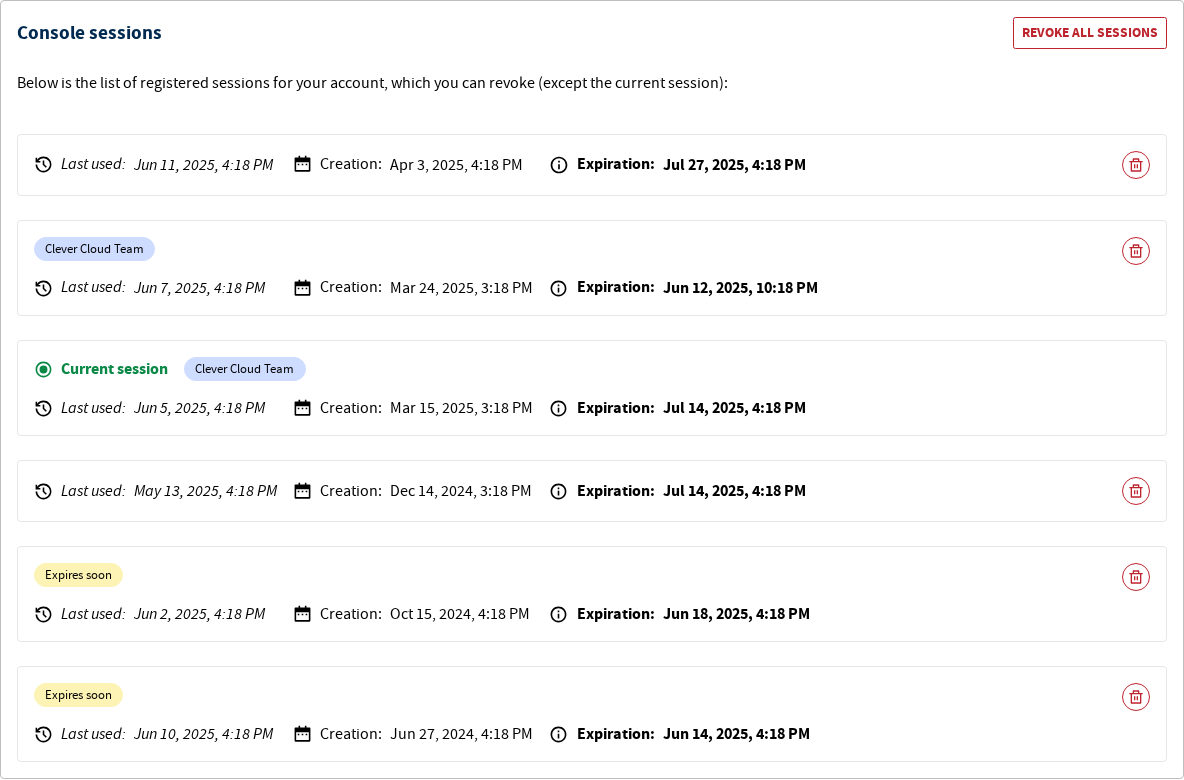 Console sessions
REVOKE ALL SESSIONS
Below is the list of registered sessions for your account, which you can revoke (except the current session):
Last used: Jun 11, 2025, 4:18 PM Creation: Apr 3, 2025, 4:18 PM Expiration: Jul 27, 2025, 4:18 PM
Clever Cloud Team
Last used: Jun 7, 2025, 4:18 PM Creation: Mar 24, 2025, 3:18 PM Expiration: Jun 12, 2025, 10:18 PM
Current session Clever Cloud Team
Last used: Jun 5, 2025, 4:18 PM Creation: Mar 15, 2025, 3:18 PM Expiration: Jul 14, 2025, 4:18 PM
Last used: May 13, 2025, 4:18 PM Creation: Dec 14, 2024, 3:18 PM Expiration: Jul 14, 2025, 4:18 PM
Expires soon
Last used: Jun 2, 2025, 4:18 PM Creation: Oct 15, 2024, 4:18 PM Expiration: Jun 18, 2025, 4:18 PM
Expires soon
Last used: Jun 10, 2025, 4:18 PM Creation: Jun 27, 2024, 4:18 PM Expiration: Jun 14, 2025, 4:18 PM